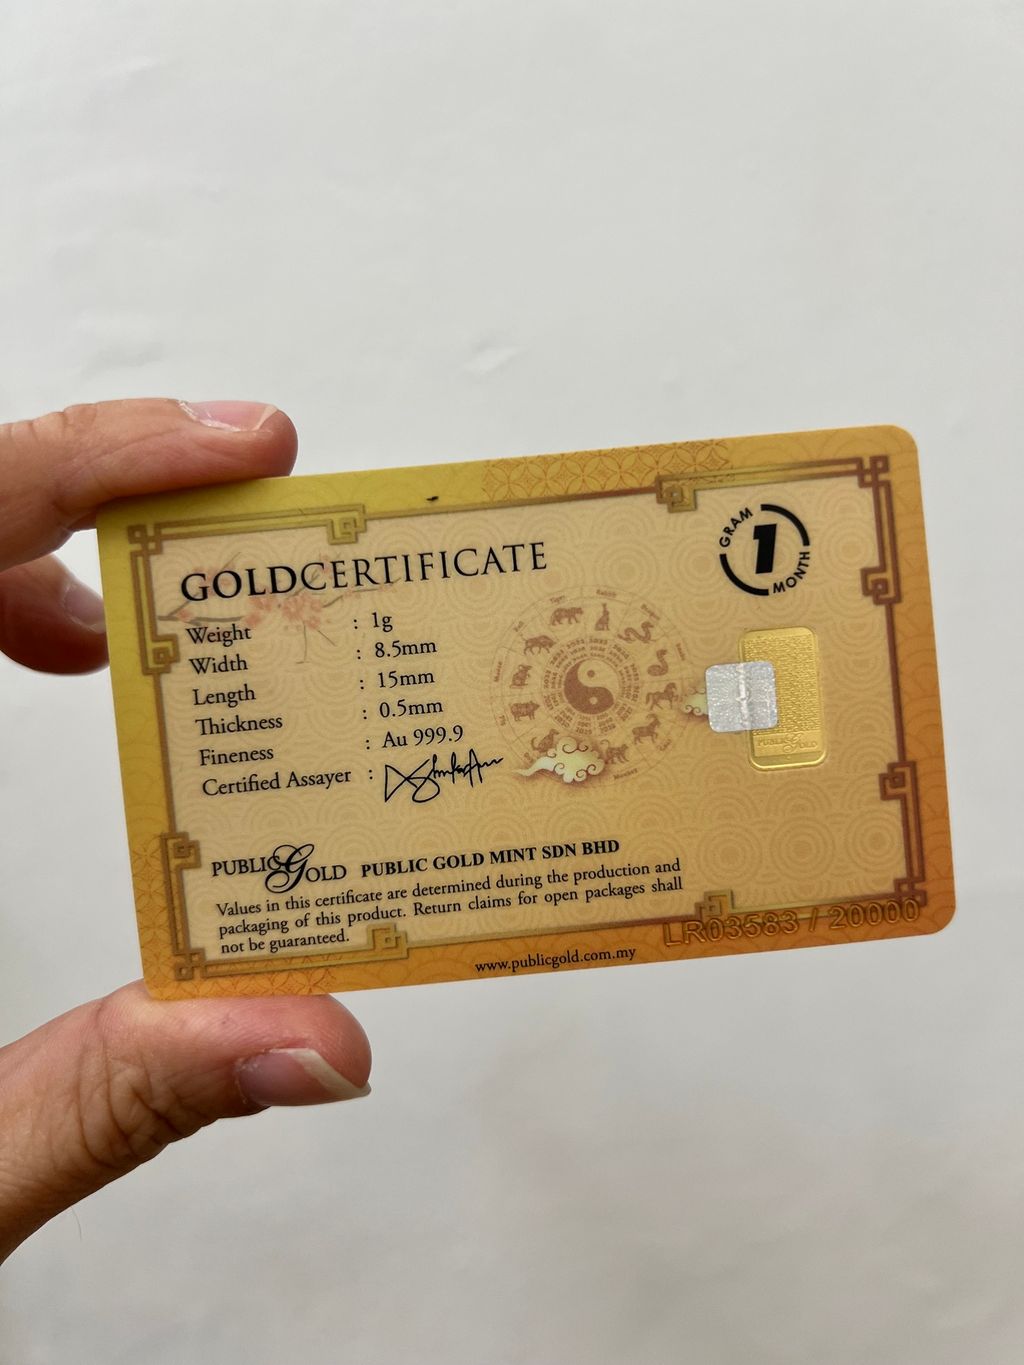 GOLDCERTIFICATE
Weight : 1g
Width : 8.5mm
Length : 15mm
Thickness : 0.5mm
Fineness : Au 999.9
Certified Assayer :
GRAM
1
MONTH
PUBLIC GOLD
PUBLIC GOLD PUBLIC GOLD MINT SDN BHD
Values in this certificate are determined during the production and
packaging of this product. Return claims for open packages shall
not be guaranteed.
LR03583 / 20000
www.publicgold.com.my